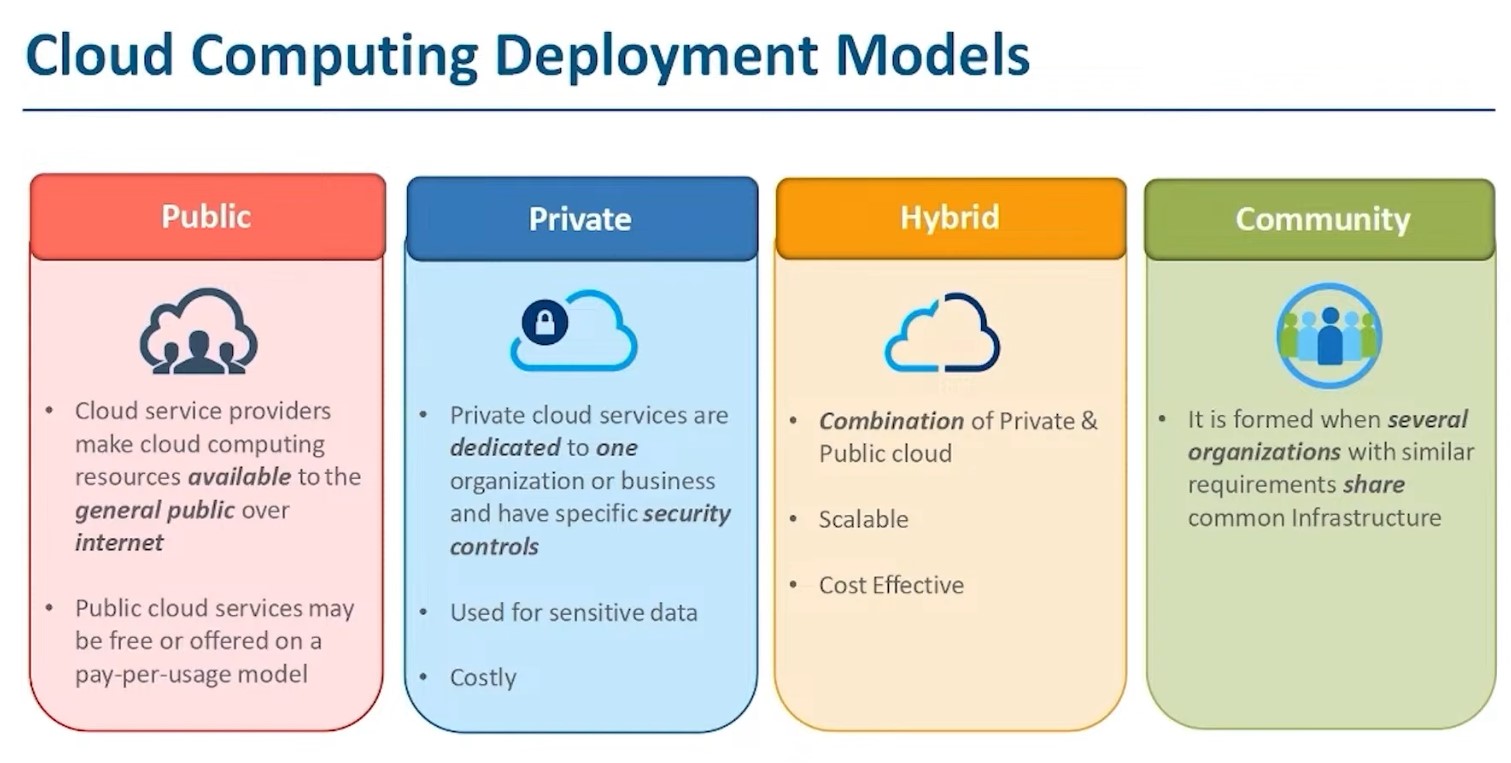 Cloud Computing Deployment Models
Public
• Cloud service providers
make cloud computing
resources available to the
general public over
internet
• Public cloud services may
be free or offered on a
pay-per-usage model
Private
• Private cloud services are
dedicated to one
organization or business
and have specific security
controls
• Used for sensitive data
• Costly
Hybrid
• Combination of Private &
Public cloud
• Scalable
• Cost Effective
Community
• It is formed when several
organizations with similar
requirements share
common Infrastructure